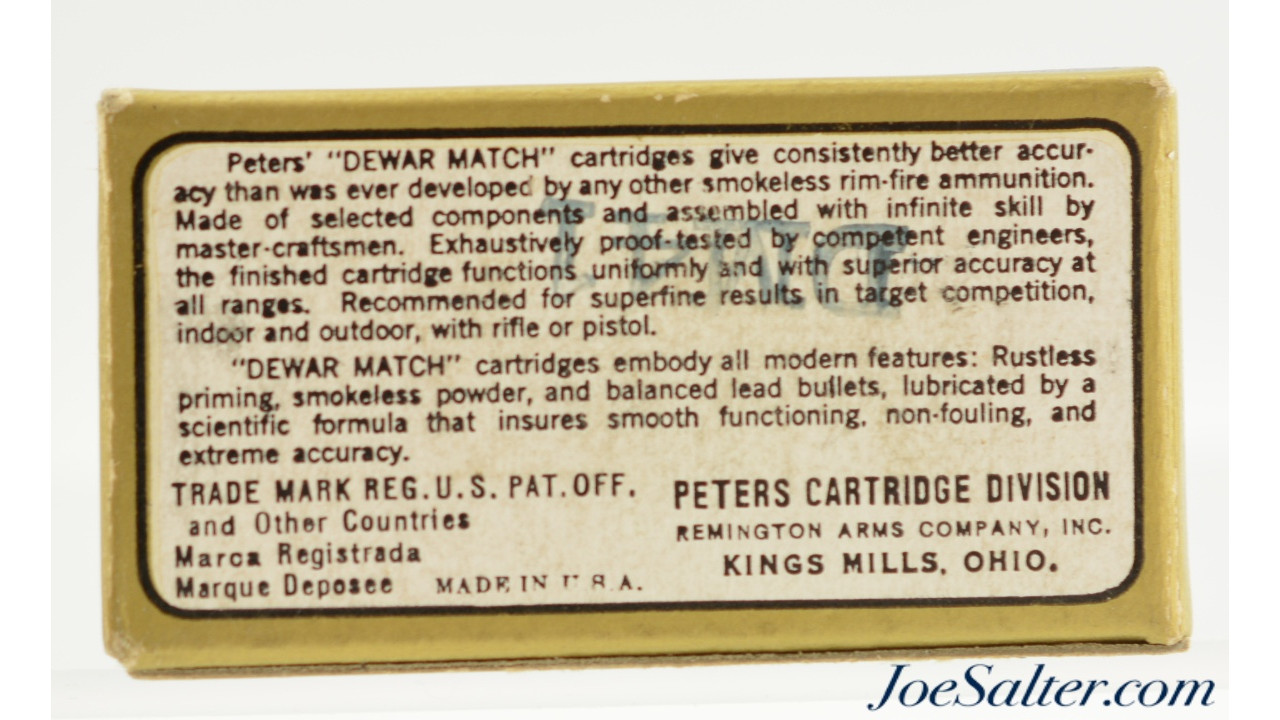 Peters' "DEWAR MATCH" cartridges give consistently better accur-
acy than was ever developed by any other smokeless rim-fire ammunition.
Made of selected components and assembled with infinite skill by
master-craftsmen. Exhaustively proof-tested by competent engineers,
the finished cartridge functions uniformly and with superior accuracy at
all ranges. Recommended for superfine results in target competition,
indoor and outdoor, with rifle or pistol.
"DEWAR MATCH" cartridges embody all modern features: Rustless
priming, smokeless powder, and balanced lead bullets, lubricated by a
scientific formula that insures smooth functioning, non-fouling, and
extreme accuracy.
TRADE MARK REG. U.S. PAT. OFF.
and Other Countries
Marca Registrada
Marque Deposee MADE IN U.S.A.
PETERS CARTRIDGE DIVISION
REMINGTON ARMS COMPANY, INC.
KINGS MILLS, OHIO.
JoeSalter.com